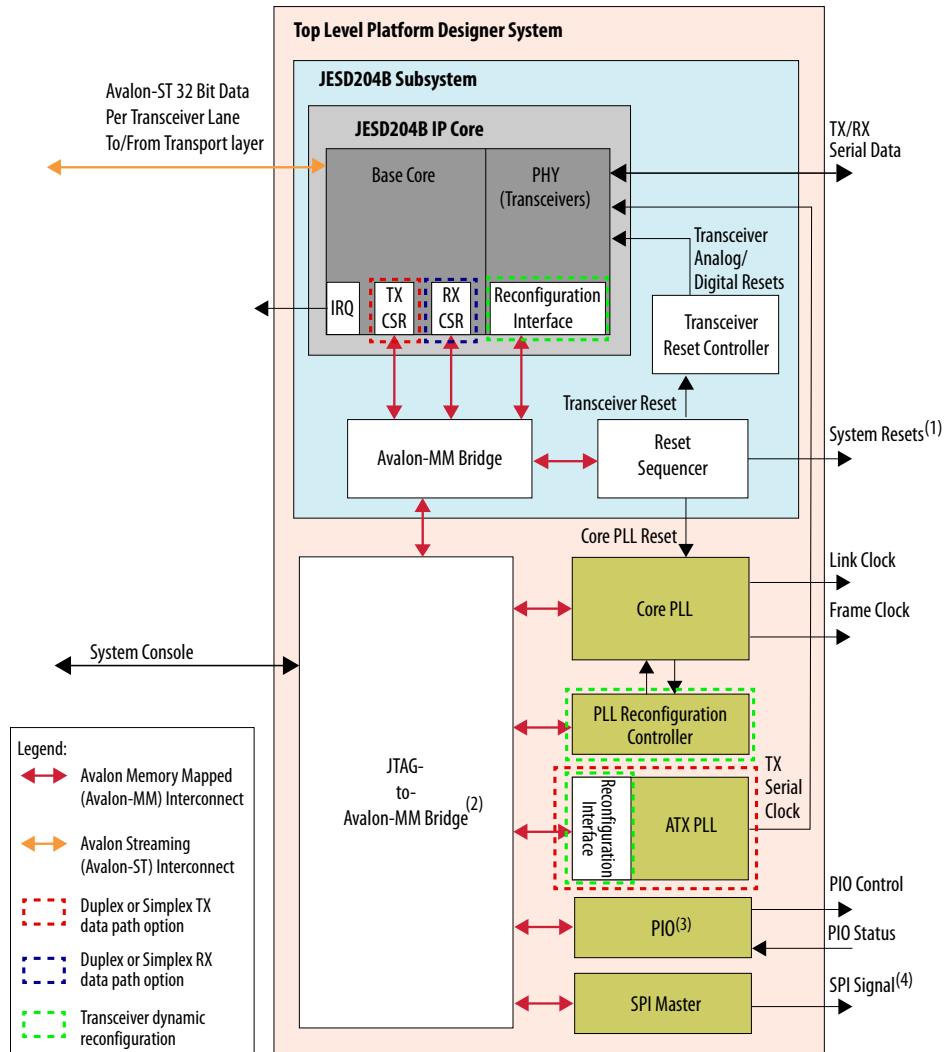 Top Level Platform Designer System
JESD204B Subsystem
Avalon-ST 32 Bit Data
Per Transceiver Lane
To/From Transport layer
JESD204B IP Core
TX/RX
Serial Data
Base Core
PHY
(Transceivers)
Transceiver
Analog/
Digital Resets
IRQ
TX
CSR
RX
CSR
Reconfiguration
Interface
Transceiver
Reset Controller
Transceiver Reset
Avalon-MM Bridge
Reset
Sequencer
System Resets(1)
Core PLL Reset
Link Clock
Core PLL
Frame Clock
System Console
PLL Reconfiguration
Controller
JTAG-
to-
Avalon-MM Bridge(2)
Reconfiguration
Interface
ATX PLL
TX
Serial
Clock
PIO Control
PIO(3)
PIO Status
SPI Master
SPI Signal(4)
Legend:
Avalon Memory Mapped
(Avalon-MM) Interconnect
Avalon Streaming
(Avalon-ST) Interconnect
Duplex or Simplex TX
data path option
Duplex or Simplex RX
data path option
Transceiver dynamic
reconfiguration